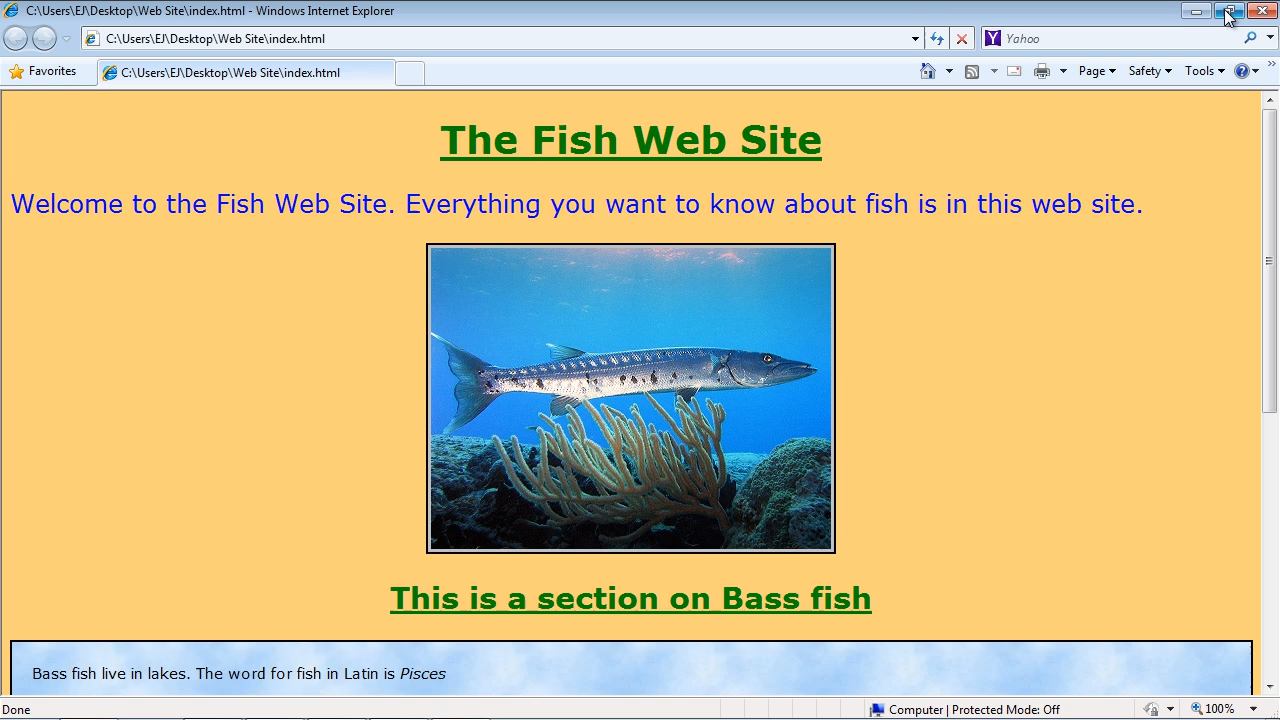 C:\Users\EJ\Desktop\Web Site\index.html - Windows Internet Explorer
C:\Users\EJ\Desktop\Web Site\index.html
Yahoo
Favorites
C:\Users\EJ\Desktop\Web Site\index.html
Page
Safety
Tools
The Fish Web Site
Welcome to the Fish Web Site. Everything you want to know about fish is in this web site.
This is a section on Bass fish
Bass fish live in lakes. The word for fish in Latin is Pisces
Done
Computer | Protected Mode: Off
100%